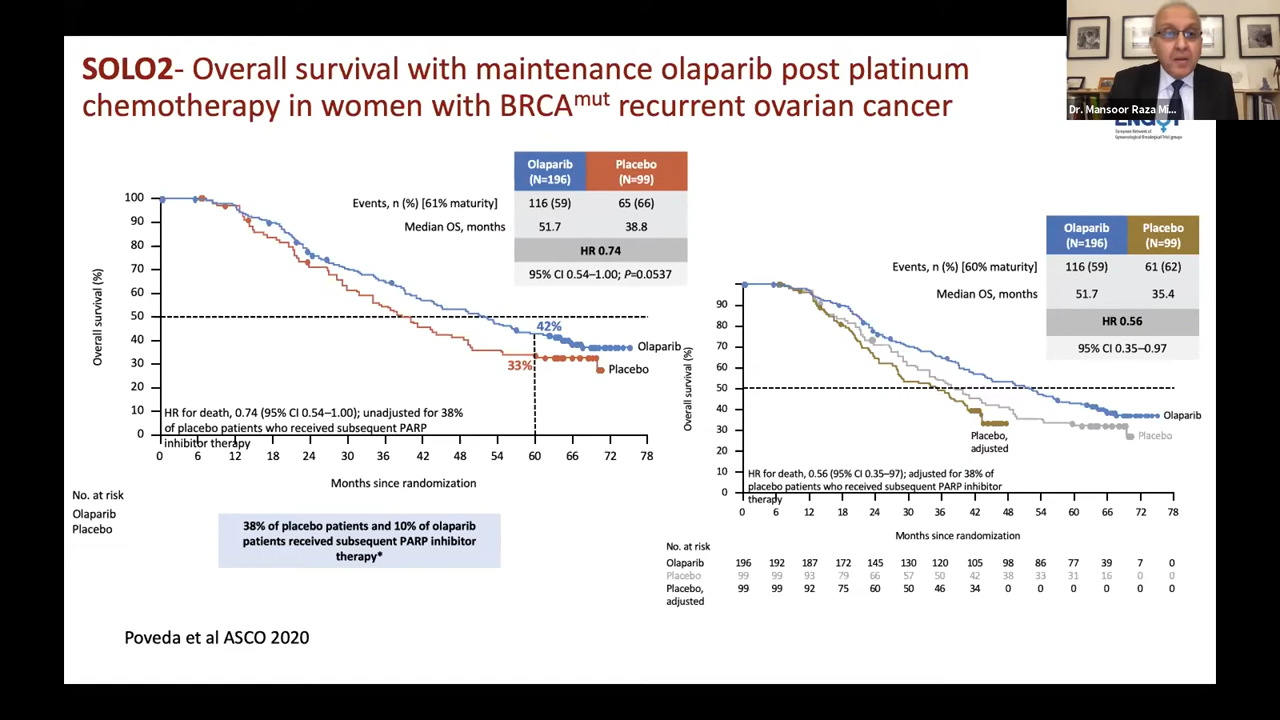 SOLO2- Overall survival with maintenance olaparib post platinum
chemotherapy in women with BRCAmut recurrent ovarian cancer
Dr. Mansoor Raza Mi...
European Network of
Gynaecological Oncological Trial groups
Olaparib
(N=196)
Placebo
(N=99)
Events, n (%) [61% maturity]
116 (59)
65 (66)
Median OS, months
51.7
38.8
HR 0.74
95% CI 0.54–1.00; P=0.0537
Overall survival (%)
100
90
80
70
60
50
40
30
20
10
0
42%
33%
Olaparib
Placebo
HR for death, 0.74 (95% CI 0.54–1.00); unadjusted for 38%
of placebo patients who received subsequent PARP
inhibitor therapy
0 6 12 18 24 30 36 42 48 54 60 66 72 78
Months since randomization
No. at risk
Olaparib
Placebo
38% of placebo patients and 10% of olaparib
patients received subsequent PARP inhibitor
therapy*
Olaparib
(N=196)
Placebo
(N=99)
Events, n (%) [60% maturity]
116 (59)
61 (62)
Median OS, months
51.7
35.4
HR 0.56
95% CI 0.35–0.97
Overall survival (%)
90
80
70
60
50
40
30
20
10
0
Olaparib
Placebo
Placebo,
adjusted
HR for death, 0.56 (95% CI 0.35–97); adjusted for 38% of
placebo patients who received subsequent PARP inhibitor
therapy
0 6 12 18 24 30 36 42 48 54 60 66 72 78
Months since randomization
No. at risk
Olaparib 196 192 187 172 145 130 120 105 98 86 77 39 7 0
Placebo 99 99 93 79 66 57 50 42 38 33 31 16 0 0
Placebo, 99 99 92 75 60 50 46 34 0 0 0 0 0 0
adjusted
Poveda et al ASCO 2020